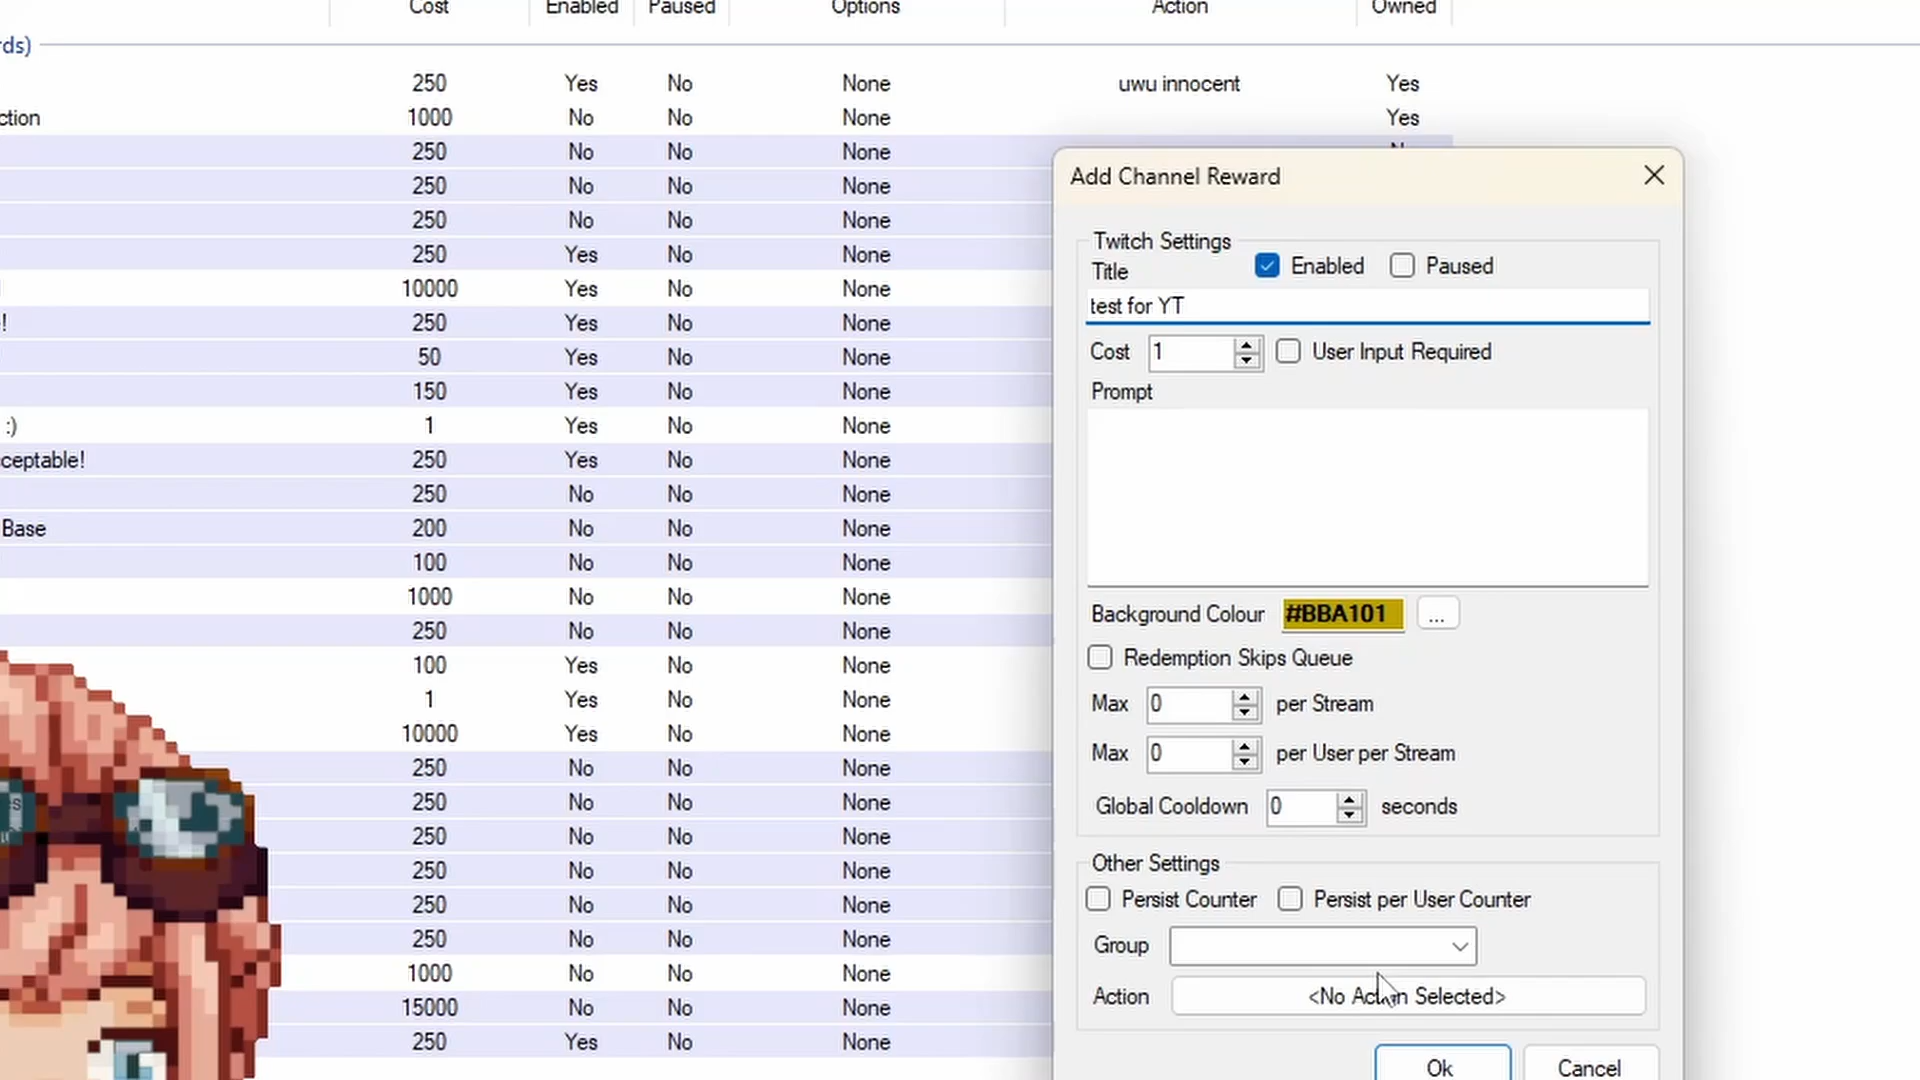 Cost Enabled Paused Options Action Owned
rds)
250 Yes No None uwu innocent Yes
ction 1000 No No None Yes
250 No No None
250 No No None
250 No No None
250 Yes No None
10000 Yes No None
! 250 Yes No None
50 Yes No None
150 Yes No None
:) 1 Yes No None
ceptable! 250 Yes No None
250 No No None
Base 200 No No None
100 No No None
1000 No No None
250 No No None
100 Yes No None
1 Yes No None
10000 Yes No None
250 No No None
250 No No None
250 No No None
250 No No None
250 No No None
250 No No None
1000 No No None
15000 No No None
250 Yes No None
Add Channel Reward
Twitch Settings
Title Enabled Paused
test for YT
Cost 1 User Input Required
Prompt
Background Colour #BBA101 ...
Redemption Skips Queue
Max 0 per Stream
Max 0 per User per Stream
Global Cooldown 0 seconds
Other Settings
Persist Counter Persist per User Counter
Group
Action <No Action Selected>
Ok Cancel